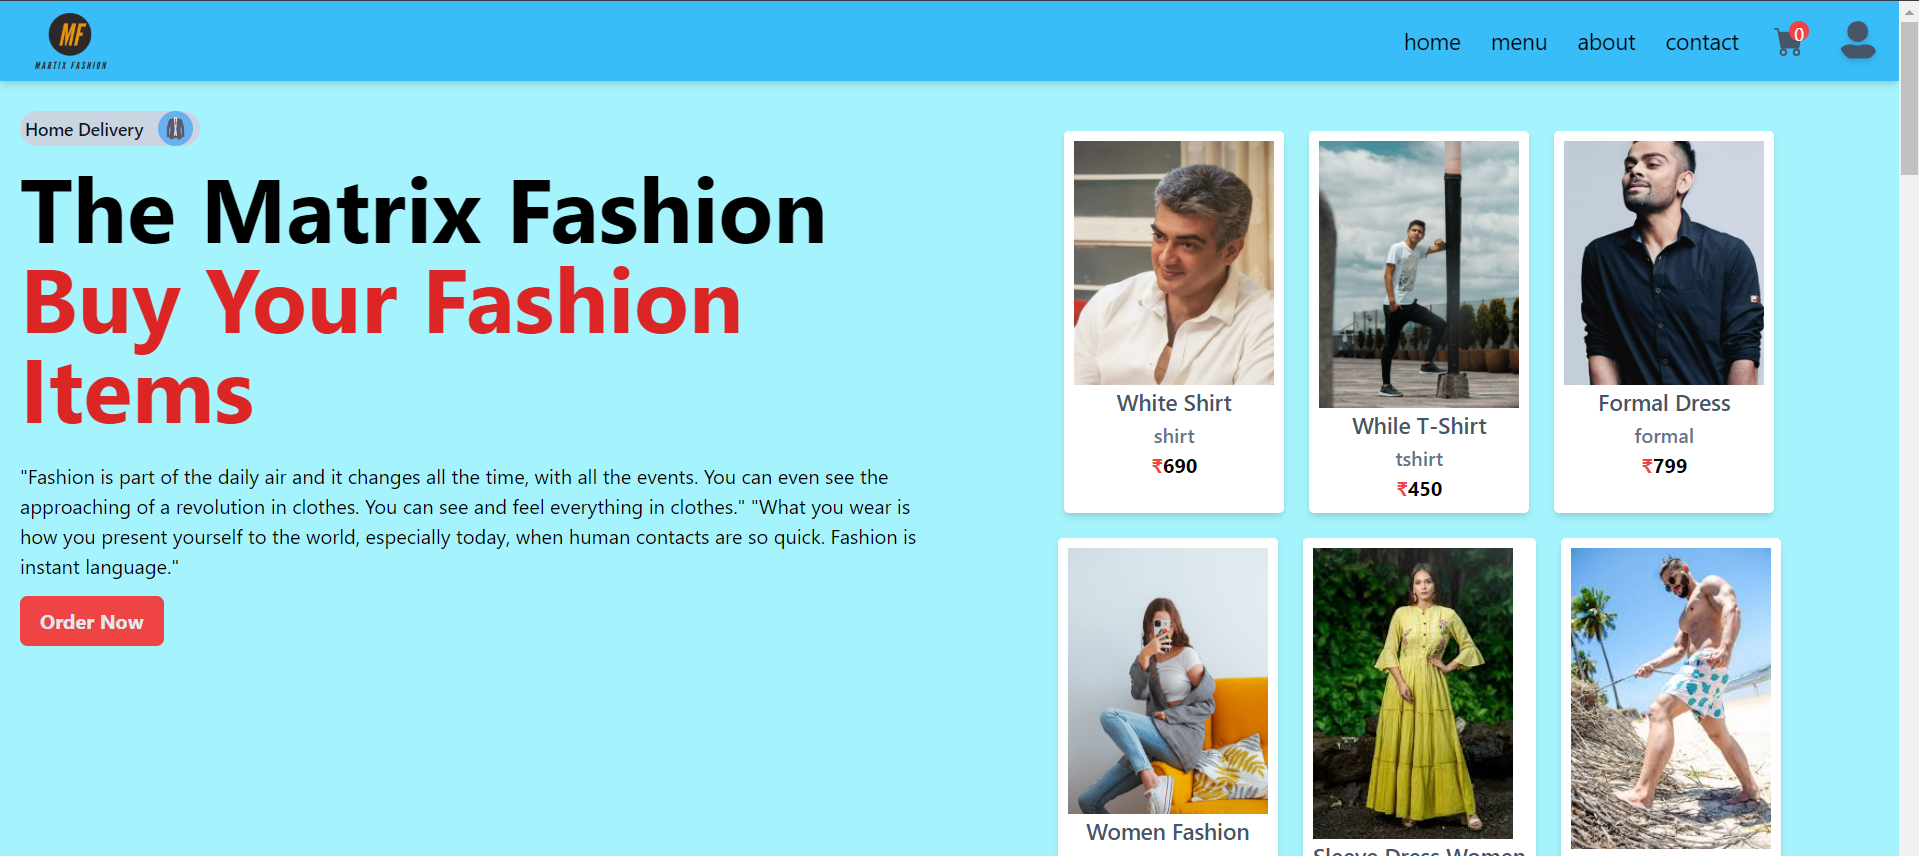 MF
MARTIX FASHION
home menu about contact 0
Home Delivery
The Matrix Fashion
Buy Your Fashion
Items
"Fashion is part of the daily air and it changes all the time, with all the events. You can even see the
approaching of a revolution in clothes. You can see and feel everything in clothes." "What you wear is
how you present yourself to the world, especially today, when human contacts are so quick. Fashion is
instant language."
Order Now
White Shirt
shirt
₹690
While T-Shirt
tshirt
₹450
Formal Dress
formal
₹799
Women Fashion
Sleeve Dress Women